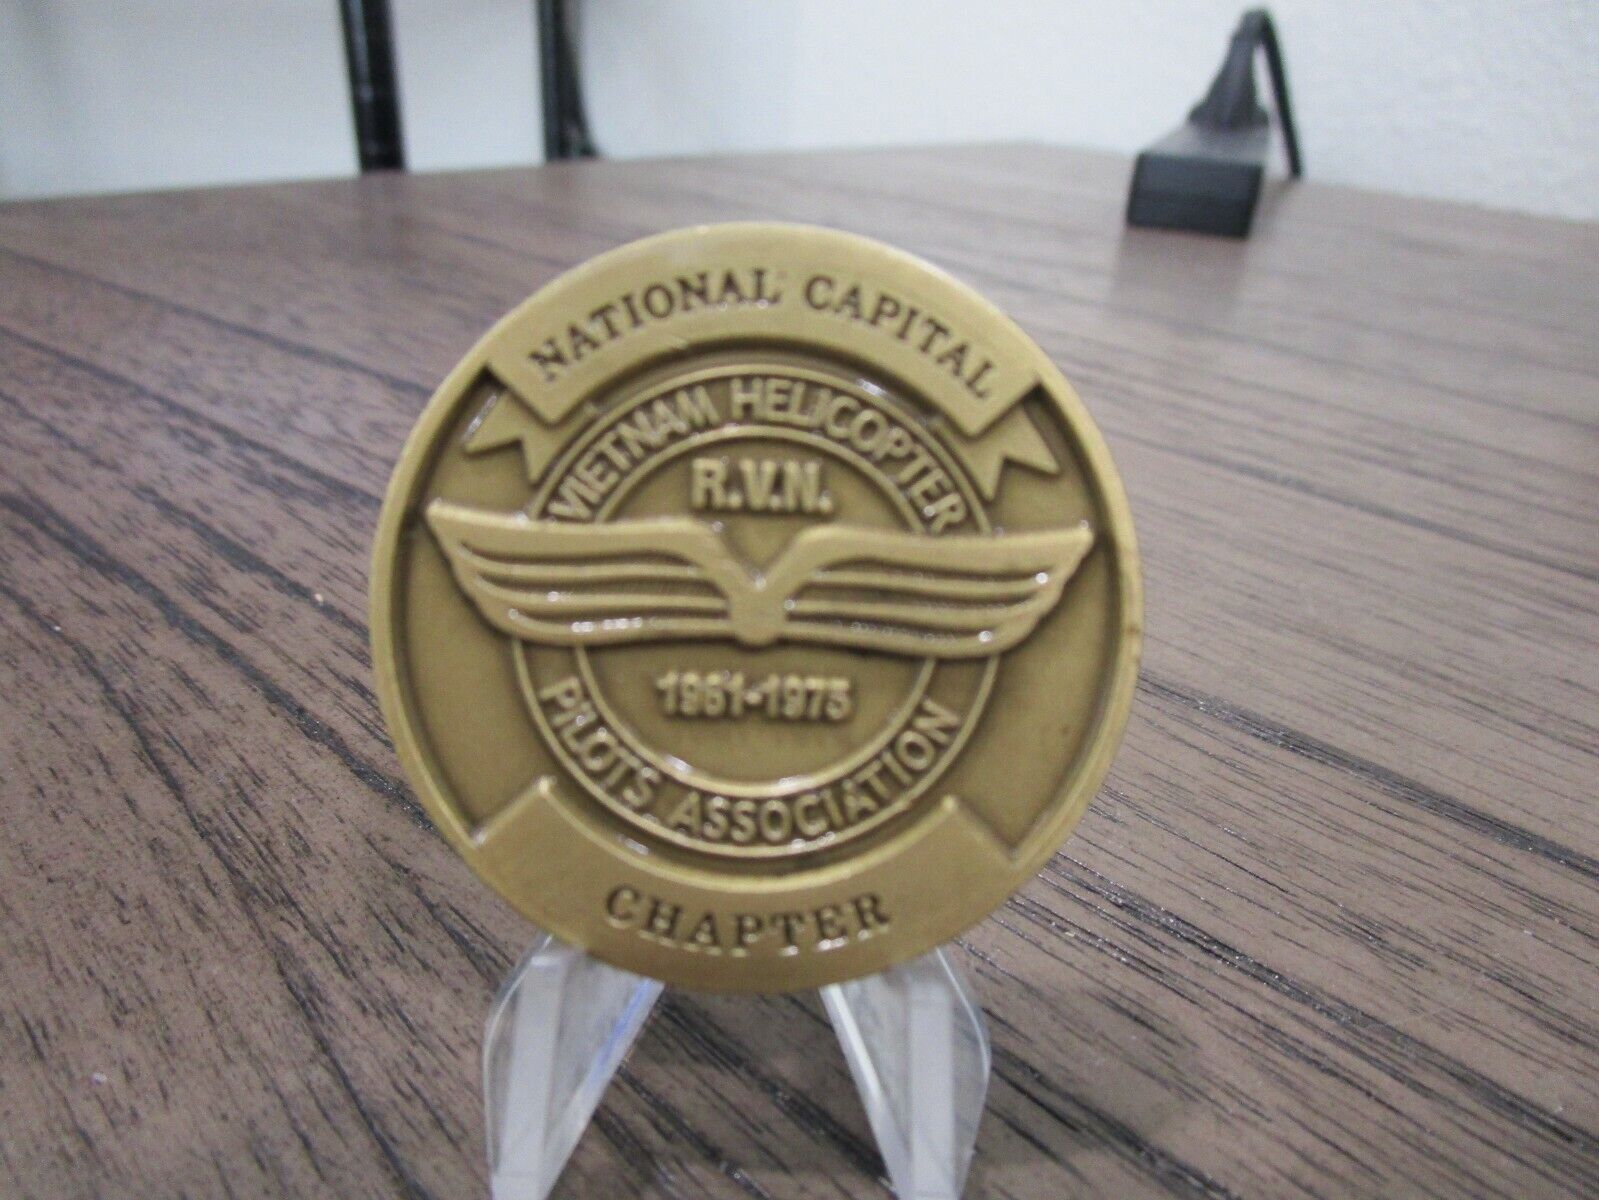 NATIONAL CAPITAL
VIETNAM HELICOPTER
R.V.N.
1961-1975
PILOTS ASSOCIATION
CHAPTER